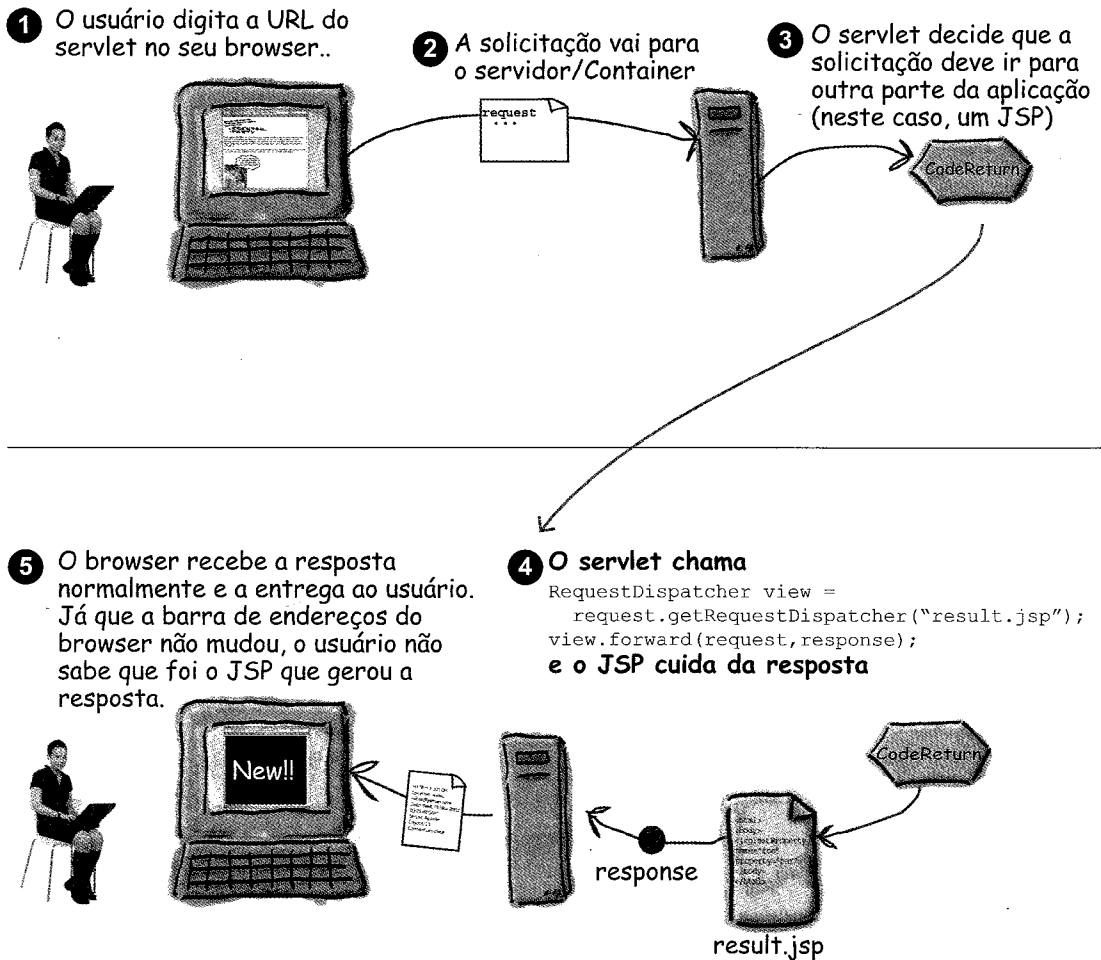 1 O usuário digita a URL do
servlet no seu browser..
2 A solicitação vai para
o servidor/Container
3 O servlet decide que a
solicitação deve ir para
outra parte da aplicação
(neste caso, um JSP)
request
...
CodeReturn
4 O servlet chama
RequestDispatcher view =
request.getRequestDispatcher(“result.jsp”);
view.forward(request,response);
e o JSP cuida da resposta
5 O browser recebe a resposta
normalmente e a entrega ao usuário.
Já que a barra de endereços do
browser não mudou, o usuário não
sabe que foi o JSP que gerou a
resposta.
New!!
CodeReturn
response
result.jsp